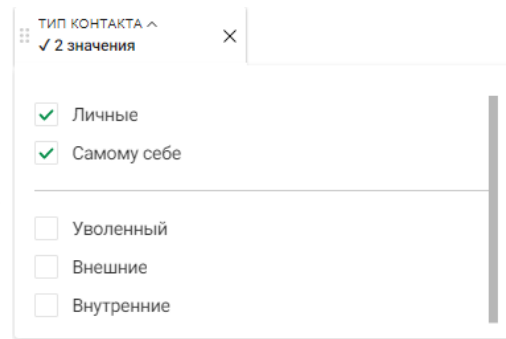 ТИП КОНТАКТА
✓ 2 значения
Личные
Самому себе
Уволенный
Внешние
Внутренние